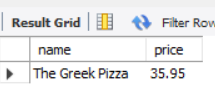 Result Grid Filter Row
name price
The Greek Pizza 35.95